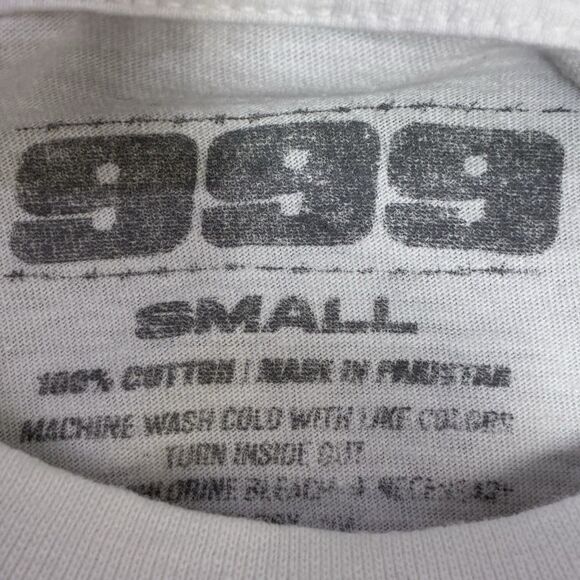 999
SMALL
100% COTTON | MADE IN PAKISTAN
MACHINE WASH COLD WITH LIKE COLORS
TURN INSIDE OUT
CHLORINE BLEACH